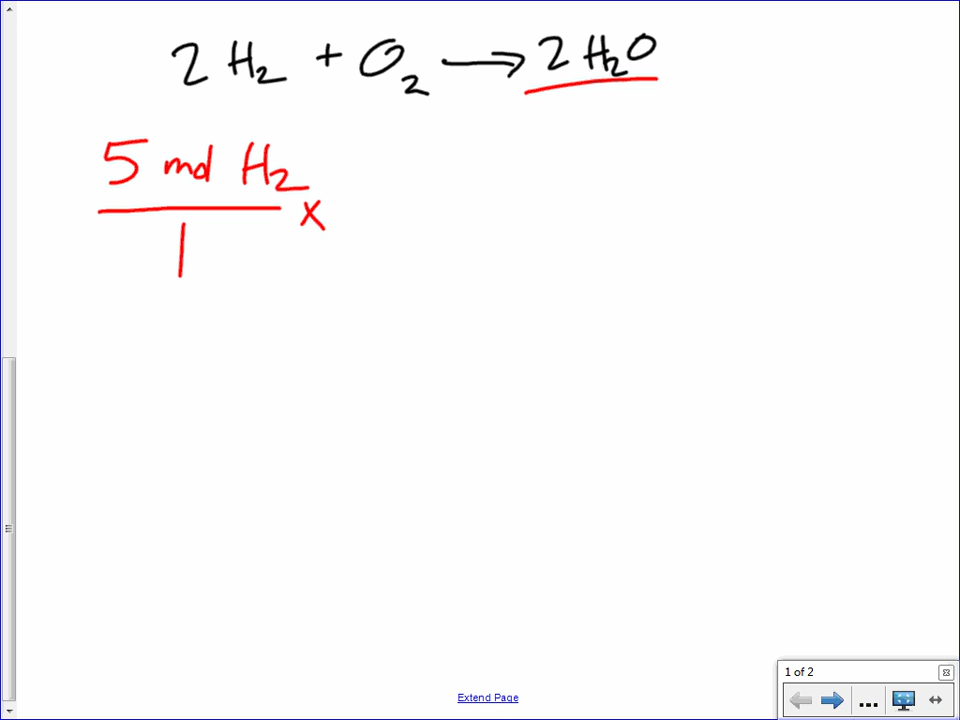 2 H₂ + O₂ → 2 H₂O
5 mol H₂
x
1
1 of 2
...
Extend Page